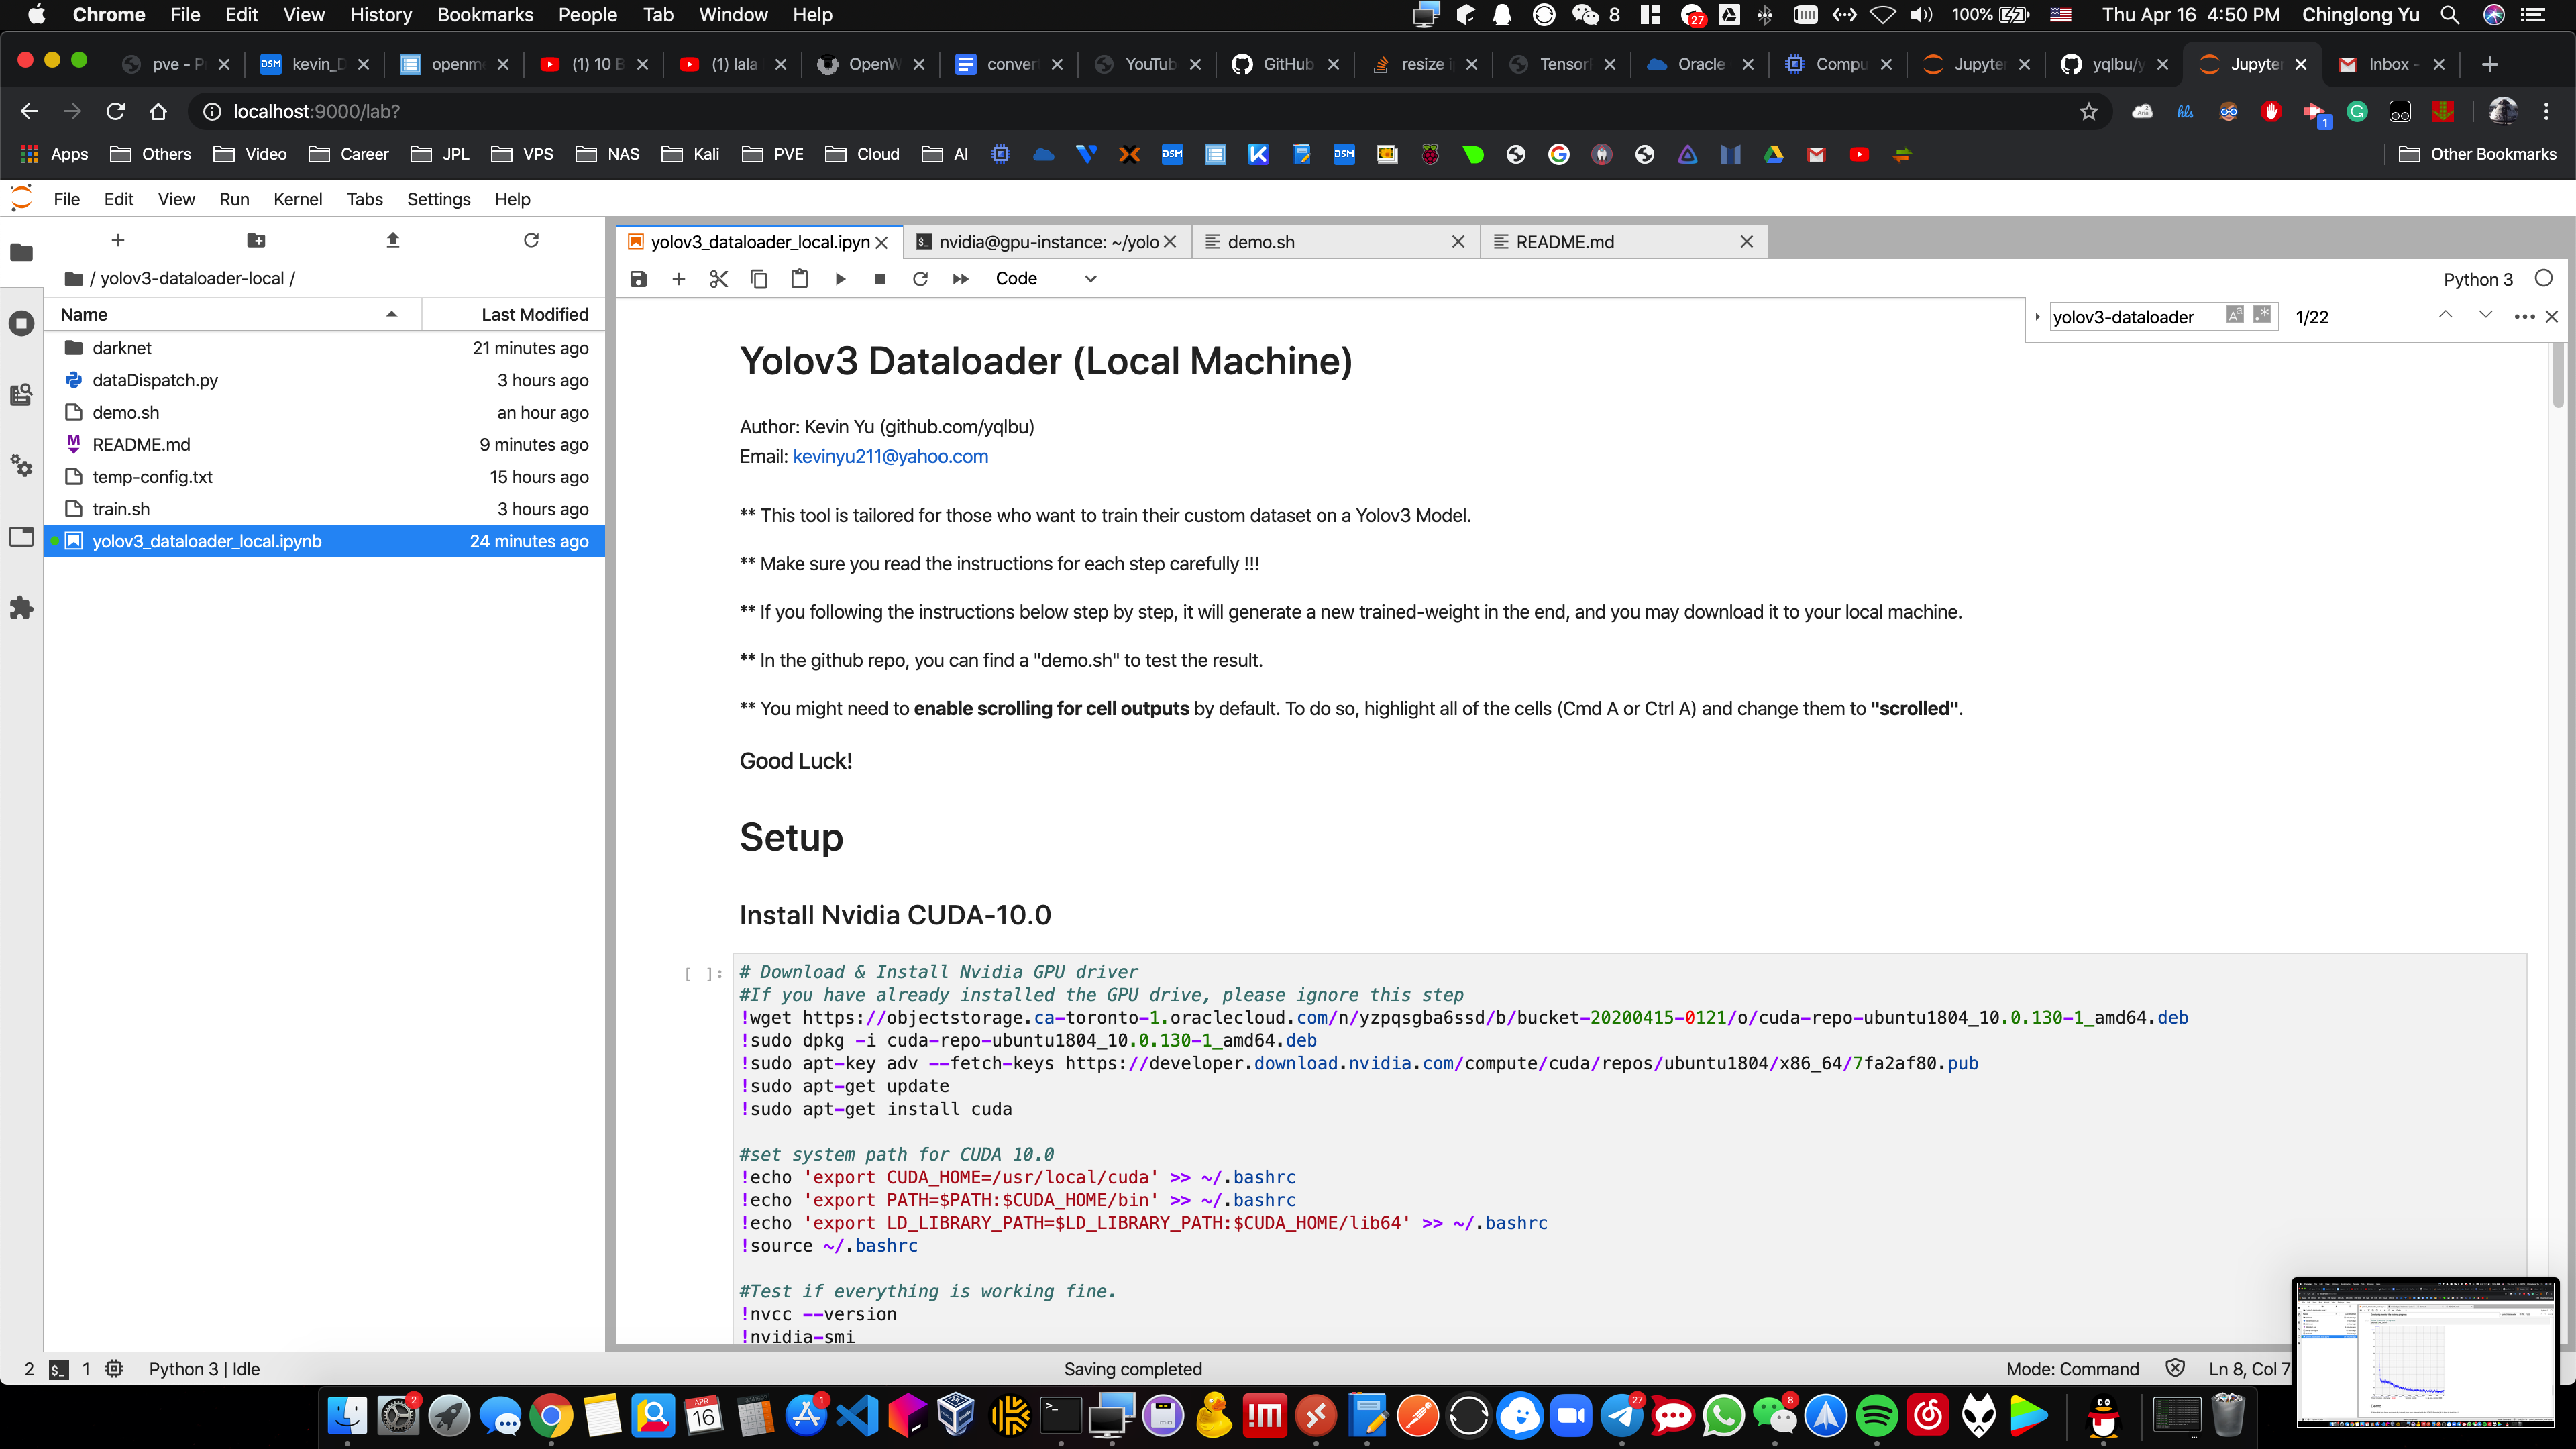 Chrome File Edit View History Bookmarks People Tab Window Help 8 27 100% Thu Apr 16 4:50 PM Chinglong Yu
pve - P DSM kevin_D openme (1) 10 B (1) lala OpenW conver YouTub GitHub resize i Tensor Oracle Compu Jupyte yqlbu/y Jupyte Inbox -
localhost:9000/lab? hls 1
Apps Others Video Career JPL VPS NAS Kali PVE Cloud AI DSM DSM Other Bookmarks
File Edit View Run Kernel Tabs Settings Help
yolov3_dataloader_local.ipyn nvidia@gpu-instance: ~/yolo demo.sh README.md
/ yolov3-dataloader-local /
Code Python 3
Name Last Modified
yolov3-dataloader 1/22
darknet 21 minutes ago
dataDispatch.py 3 hours ago
demo.sh an hour ago
README.md 9 minutes ago
temp-config.txt 15 hours ago
train.sh 3 hours ago
yolov3_dataloader_local.ipynb 24 minutes ago
Yolov3 Dataloader (Local Machine)
Author: Kevin Yu (github.com/yqlbu)
Email: kevinyu211@yahoo.com
** This tool is tailored for those who want to train their custom dataset on a Yolov3 Model.
** Make sure you read the instructions for each step carefully !!!
** If you following the instructions below step by step, it will generate a new trained-weight in the end, and you may download it to your local machine.
** In the github repo, you can find a "demo.sh" to test the result.
** You might need to enable scrolling for cell outputs by default. To do so, highlight all of the cells (Cmd A or Ctrl A) and change them to "scrolled".
Good Luck!
Setup
Install Nvidia CUDA-10.0
[ ]:
# Download & Install Nvidia GPU driver
#If you have already installed the GPU drive, please ignore this step
!wget https://objectstorage.ca-toronto-1.oraclecloud.com/n/yzpqsgba6ssd/b/bucket-20200415-0121/o/cuda-repo-ubuntu1804_10.0.130-1_amd64.deb
!sudo dpkg -i cuda-repo-ubuntu1804_10.0.130-1_amd64.deb
!sudo apt-key adv --fetch-keys https://developer.download.nvidia.com/compute/cuda/repos/ubuntu1804/x86_64/7fa2af80.pub
!sudo apt-get update
!sudo apt-get install cuda
#set system path for CUDA 10.0
!echo 'export CUDA_HOME=/usr/local/cuda' >> ~/.bashrc
!echo 'export PATH=$PATH:$CUDA_HOME/bin' >> ~/.bashrc
!echo 'export LD_LIBRARY_PATH=$LD_LIBRARY_PATH:$CUDA_HOME/lib64' >> ~/.bashrc
!source ~/.bashrc
#Test if everything is working fine.
!nvcc --version
!nvidia-smi
2 1 Python 3 | Idle Saving completed Mode: Command Ln 8, Col 7
2 APR 16 1 27 8